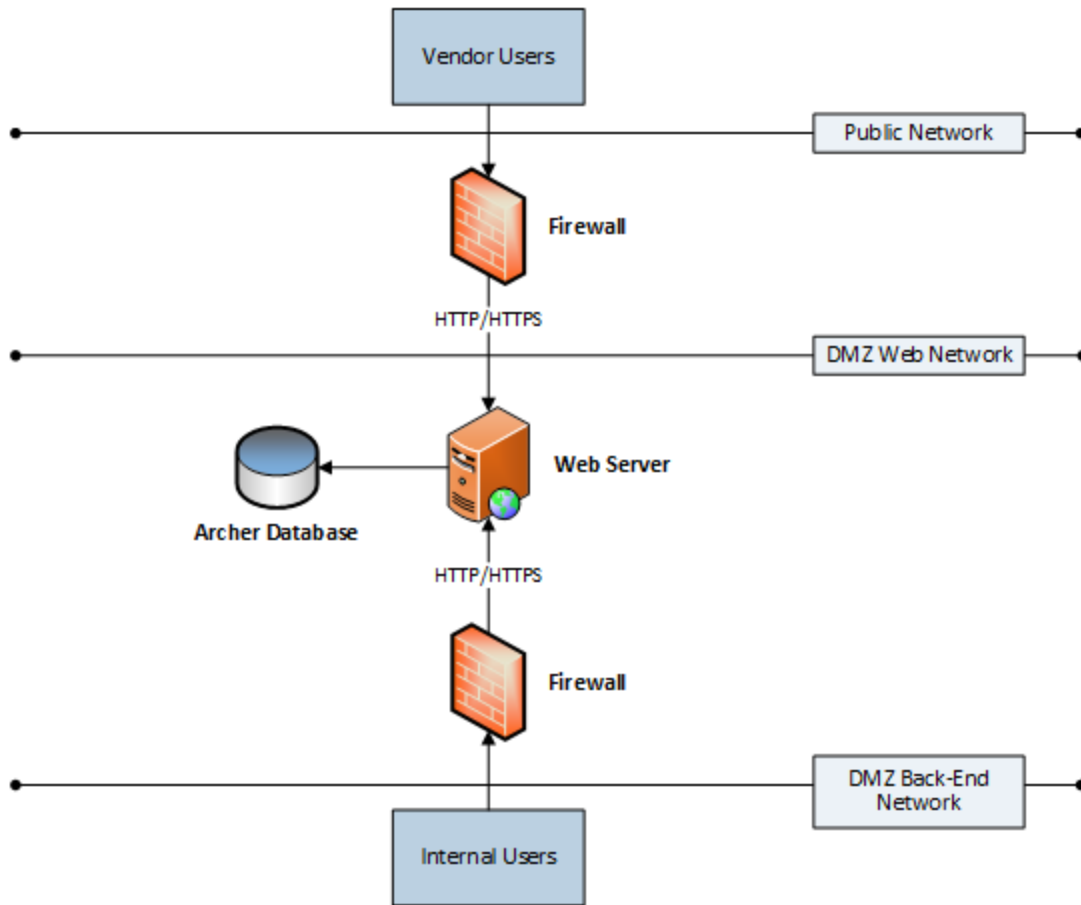 Vendor Users
Public Network
Firewall
HTTP/HTTPS
DMZ Web Network
Web Server
Archer Database
HTTP/HTTPS
Firewall
DMZ Back-End
Network
Internal Users